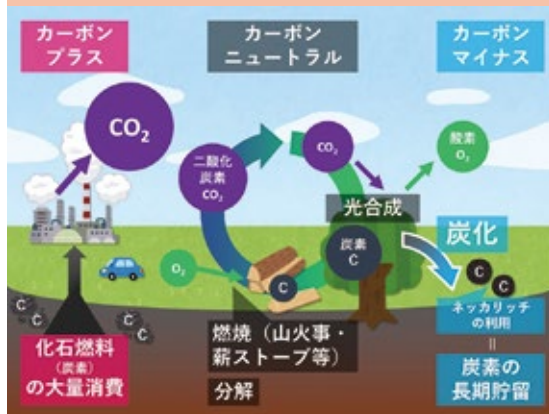 カーボン
プラス
カーボン
ニュートラル
カーボン
マイナス
CO₂
二酸化
炭素
CO₂
CO₂
酸素
O₂
光合成
炭素
C
炭化
O₂
C
C
C
C
C
C
ネッカリッチ
の利用
=
炭素の
長期貯留
化石燃料
(炭素)
の大量消費
燃焼(山火事・
薪ストーブ等)
分解